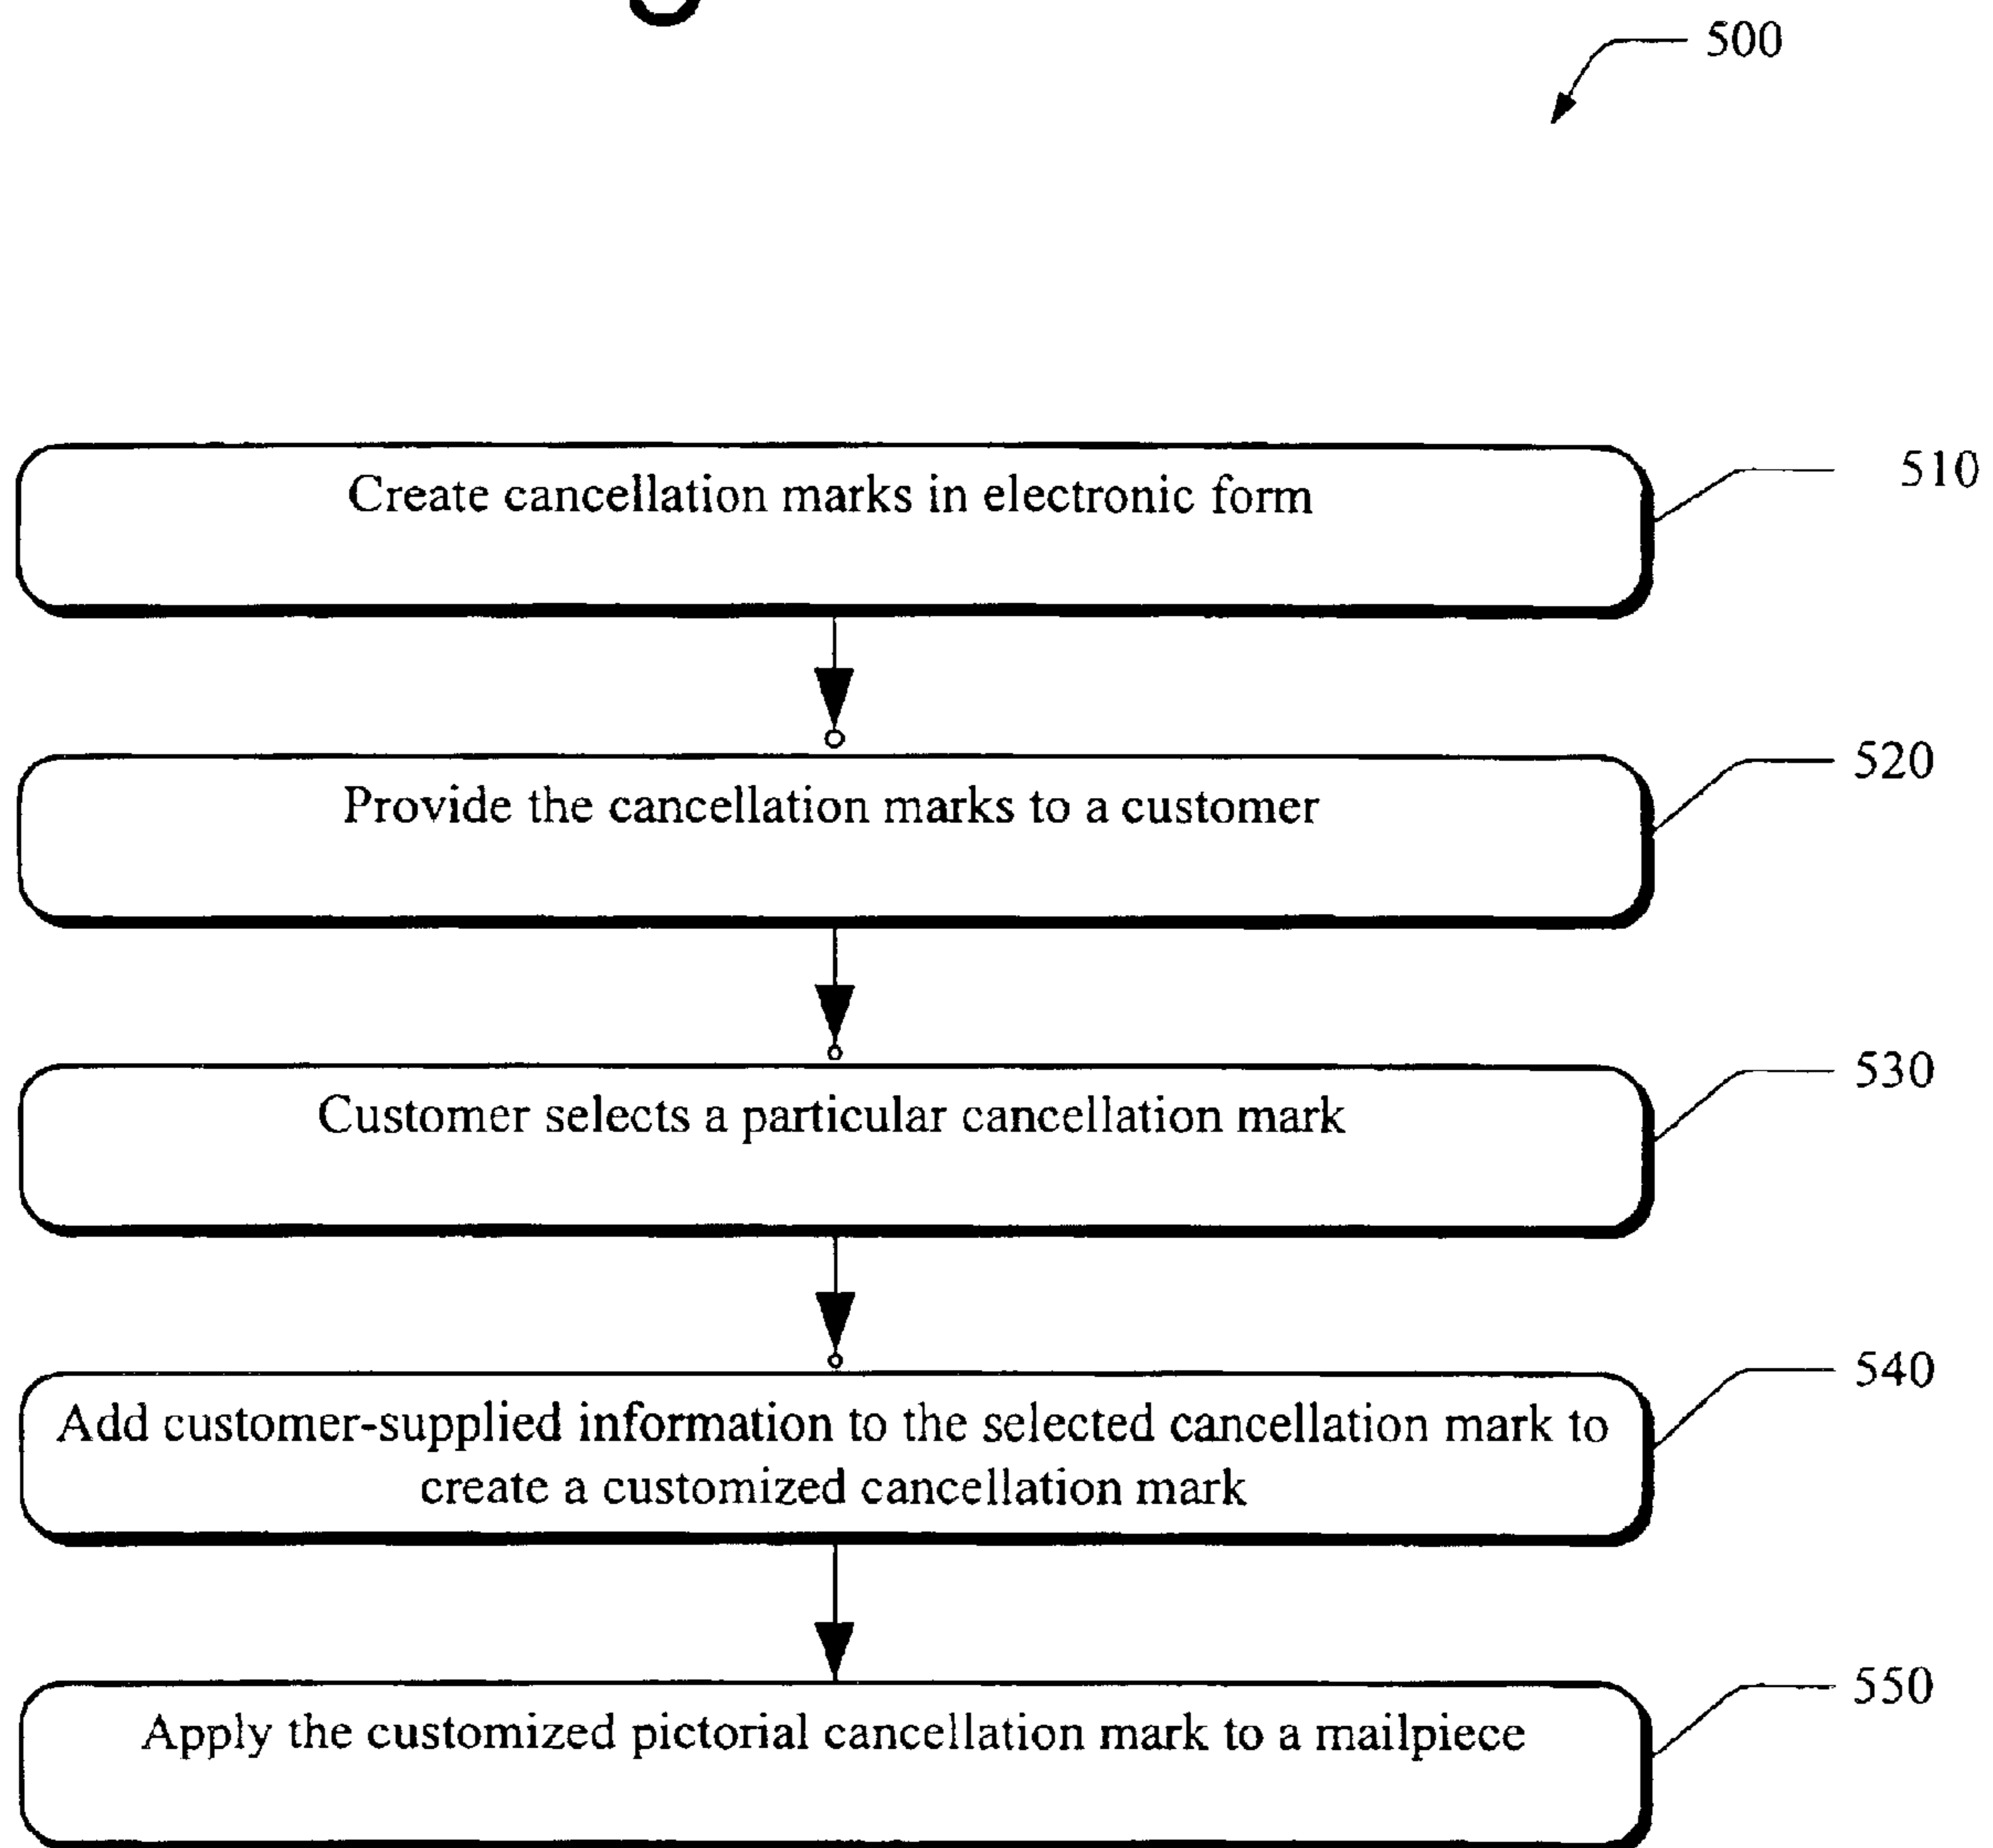 500
Create cancellation marks in electronic form
510
Provide the cancellation marks to a customer
520
Customer selects a particular cancellation mark
530
Add customer-supplied information to the selected cancellation mark to
create a customized cancellation mark
540
Apply the customized pictorial cancellation mark to a mailpiece
550